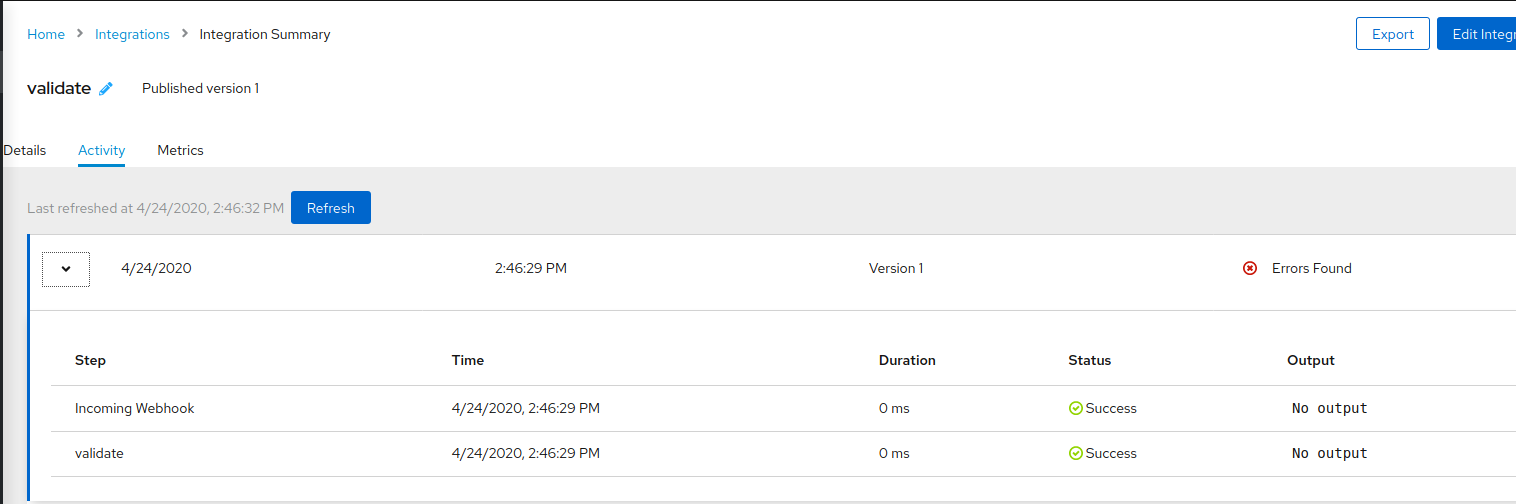 Home > Integrations > Integration Summary
Export Edit Integr
validate Published version 1
Details Activity Metrics
Last refreshed at 4/24/2020, 2:46:32 PM Refresh
4/24/2020 2:46:29 PM Version 1 Errors Found
Step Time Duration Status Output
Incoming Webhook 4/24/2020, 2:46:29 PM 0 ms Success No output
validate 4/24/2020, 2:46:29 PM 0 ms Success No output